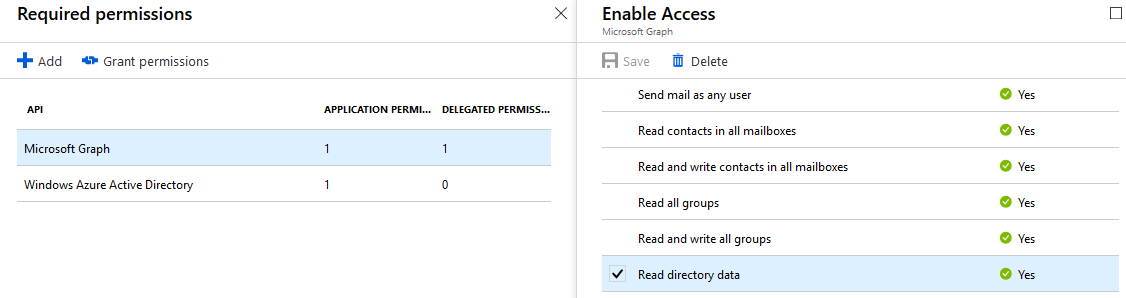 Required permissions
Add Grant permissions
API APPLICATION PERMI... DELEGATED PERMISS...
Microsoft Graph 1 1
Windows Azure Active Directory 1 0
Enable Access
Microsoft Graph
Save Delete
Send mail as any user Yes
Read contacts in all mailboxes Yes
Read and write contacts in all mailboxes Yes
Read all groups Yes
Read and write all groups Yes
Read directory data Yes